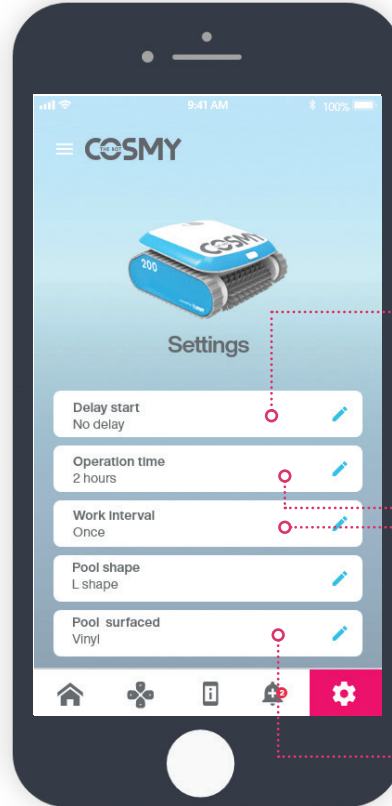 9:41 AM
100%
COSMY
THE BOT
COSMY
200
Settings
Delay start
No delay
Operation time
2 hours
Work interval
Once
Pool shape
L shape
Pool surfaced
Vinyl
2